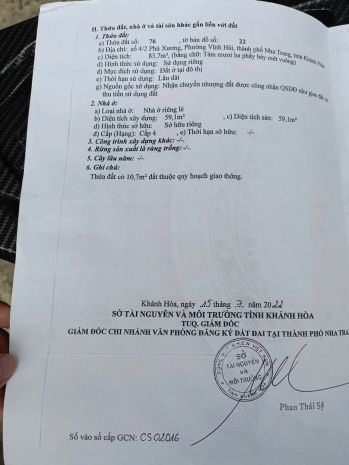 II. Thửa đất, nhà ở và tài sản khác gắn liền với đất
1. Thửa đất:
a) Thửa đất số: 76 , tờ bản đồ số: 22
b) Địa chỉ: số 4/2 Phú Xương, Phường Vĩnh Hải, thành phố Nha Trang, tỉnh Khánh Hòa
c) Diện tích: 83,7m², (bằng chữ: Tám mươi ba phẩy bảy mét vuông)
d) Hình thức sử dụng: Sử dụng riêng
đ) Mục đích sử dụng: Đất ở tại đô thị
e) Thời hạn sử dụng: Lâu dài
g) Nguồn gốc sử dụng: Nhận chuyển nhượng đất được công nhận QSDĐ như giao đất có
thu tiền sử dụng đất
2. Nhà ở:
a) Loại nhà ở: Nhà ở riêng lẻ
b) Diện tích xây dựng: 59,1m² , c) Diện tích sàn: 59,1m²
d) Hình thức sở hữu: Sở hữu riêng
đ) Cấp (Hạng): Cấp 4 , e) Thời hạn sở hữu: -/-
3. Công trình xây dựng khác: -/-
4. Rừng sản xuất là rừng trồng: -/-
5. Cây lâu năm: -/-
6. Ghi chú:
Thửa đất có 10,7m² đất thuộc quy hoạch giao thông.
Khánh Hòa, ngày 15 tháng 7 năm 2022
SỞ TÀI NGUYÊN VÀ MÔI TRƯỜNG TỈNH KHÁNH HÒA
TUQ. GIÁM ĐỐC
GIÁM ĐỐC CHI NHÁNH VĂN PHÒNG ĐĂNG KÝ ĐẤT ĐAI TẠI THÀNH PHỐ NHA TRA
SỞ
TÀI NGUYÊN
VÀ
MÔI TRƯỜNG
Phan Thái Sỹ
Số vào sổ cấp GCN: CS02016